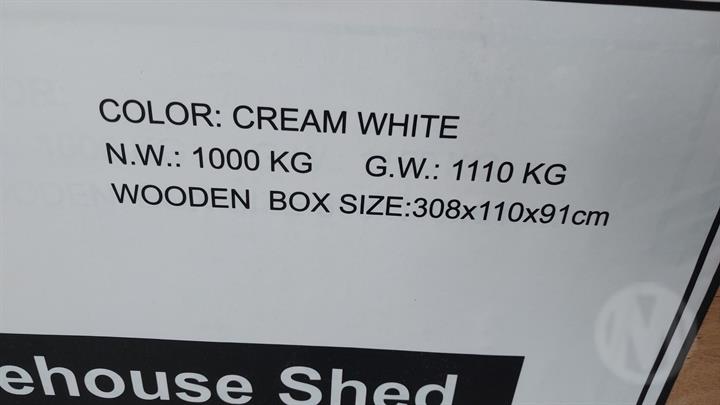 COLOR: CREAM WHITE
N.W.: 1000 KG G.W.: 1110 KG
WOODEN BOX SIZE:308x110x91cm
ehouse Shed